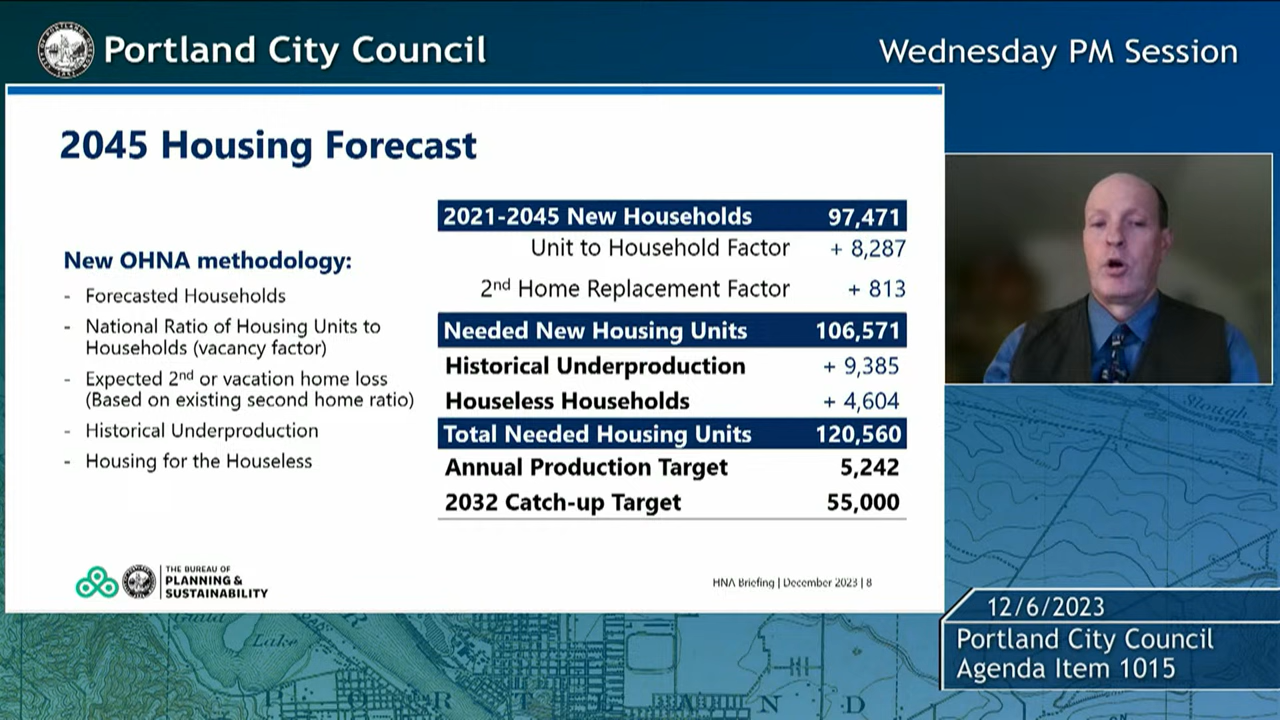 Portland City Council
Wednesday PM Session
2045 Housing Forecast
New OHNA methodology:
- Forecasted Households
- National Ratio of Housing Units to
Households (vacancy factor)
- Expected 2nd or vacation home loss
(Based on existing second home ratio)
- Historical Underproduction
- Housing for the Houseless
2021-2045 New Households 97,471
Unit to Household Factor + 8,287
2nd Home Replacement Factor + 813
Needed New Housing Units 106,571
Historical Underproduction + 9,385
Houseless Households + 4,604
Total Needed Housing Units 120,560
Annual Production Target 5,242
2032 Catch-up Target 55,000
THE BUREAU OF
PLANNING &
SUSTAINABILITY
HNA Briefing | December 2023 | 8
12/6/2023
Portland City Council
Agenda Item 1015
Slough
Guild
Lake